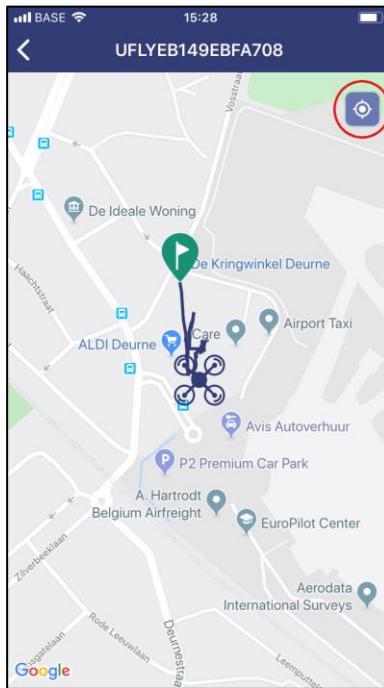 BASE
15:28
UFLYEB149EBFA708
Vosstraat
De Ideale Woning
Haachtstraat
De Kringwinkel Deurne
Care
Airport Taxi
ALDI Deurne
Avis Autoverhuur
P
P2 Premium Car Park
A. Hartrodt
Belgium Airfreight
EuroPilot Center
Zilverbeeklaan
Aerodata
International Surveys
Rode Leeuwlaan
Deurnestraat
Google